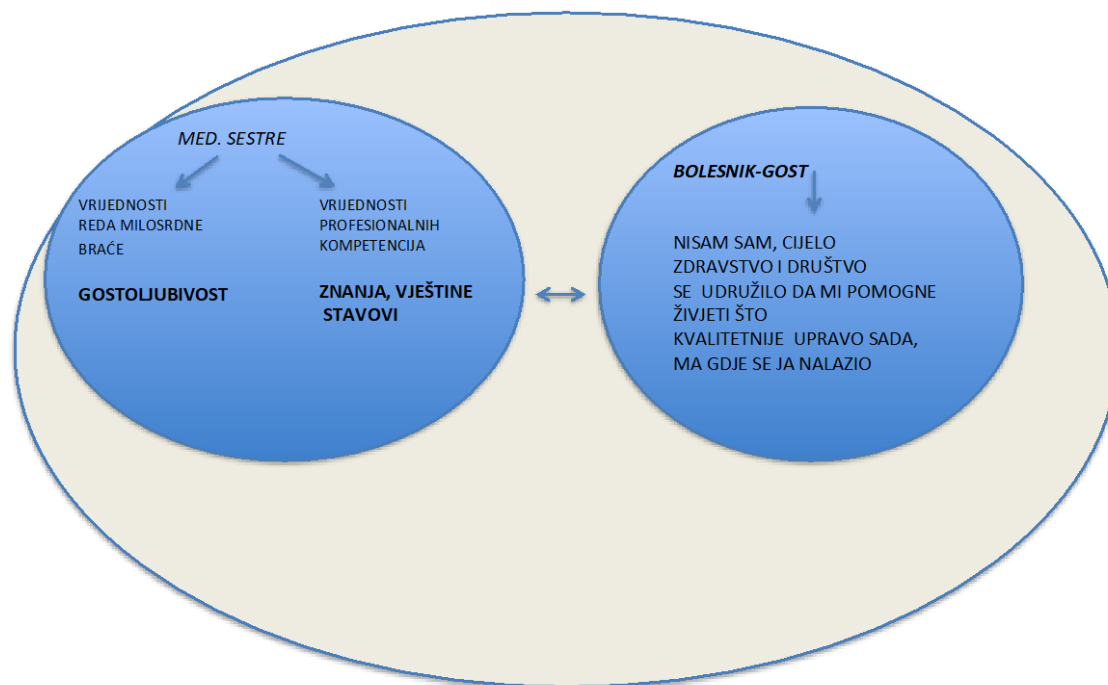 MED. SESTRE
VRIJEDNOSTI
REDA MILOSRDNE
BRAĆE
GOSTOLJUBIVOST
VRIJEDNOSTI
PROFESIONALNIH
KOMPETENCIJA
ZNANJA, VJEŠTINE
STAVOVI
BOLESNIK-GOST
NISAM SAM, CIJELO
ZDRAVSTVO I DRUŠTVO
SE UDRUŽILO DA MI POMOGNE
ŽIVJETI ŠTO
KVALITETNIJE UPRAVO SADA,
MA GDJE SE JA NALAZIO